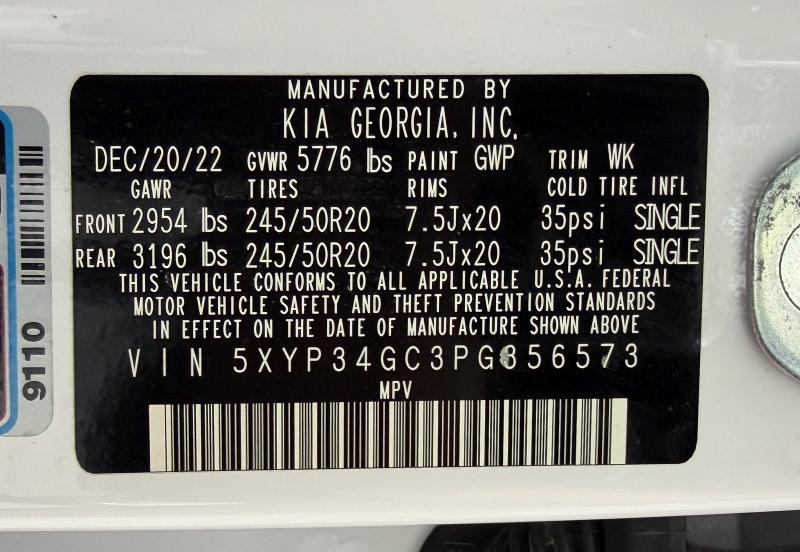 MANUFACTURED BY
KIA GEORGIA, INC.
DEC/20/22 GVWR 5776 lbs PAINT GWP TRIM WK
GAWR TIRES RIMS COLD TIRE INFL
FRONT 2954 lbs 245/50R20 7.5Jx20 35psi SINGLE
REAR 3196 lbs 245/50R20 7.5Jx20 35psi SINGLE
THIS VEHICLE CONFORMS TO ALL APPLICABLE U.S.A. FEDERAL
MOTOR VEHICLE SAFETY AND THEFT PREVENTION STANDARDS
IN EFFECT ON THE DATE OF MANUFACTURE SHOWN ABOVE
VIN 5XYP34GC3PG356573
MPV
9110